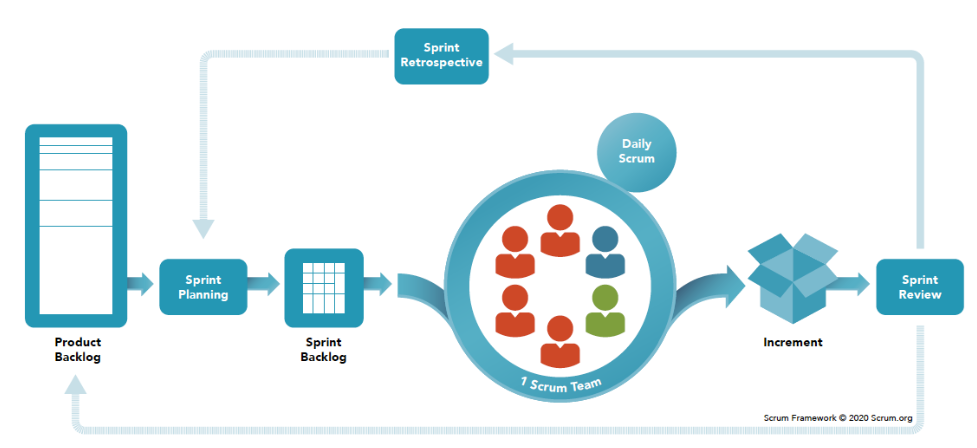 Sprint
Retrospective
Daily
Scrum
Sprint
Planning
Sprint
Review
Product
Backlog
Sprint
Backlog
Increment
1 Scrum Team
Scrum Framework © 2020 Scrum.org